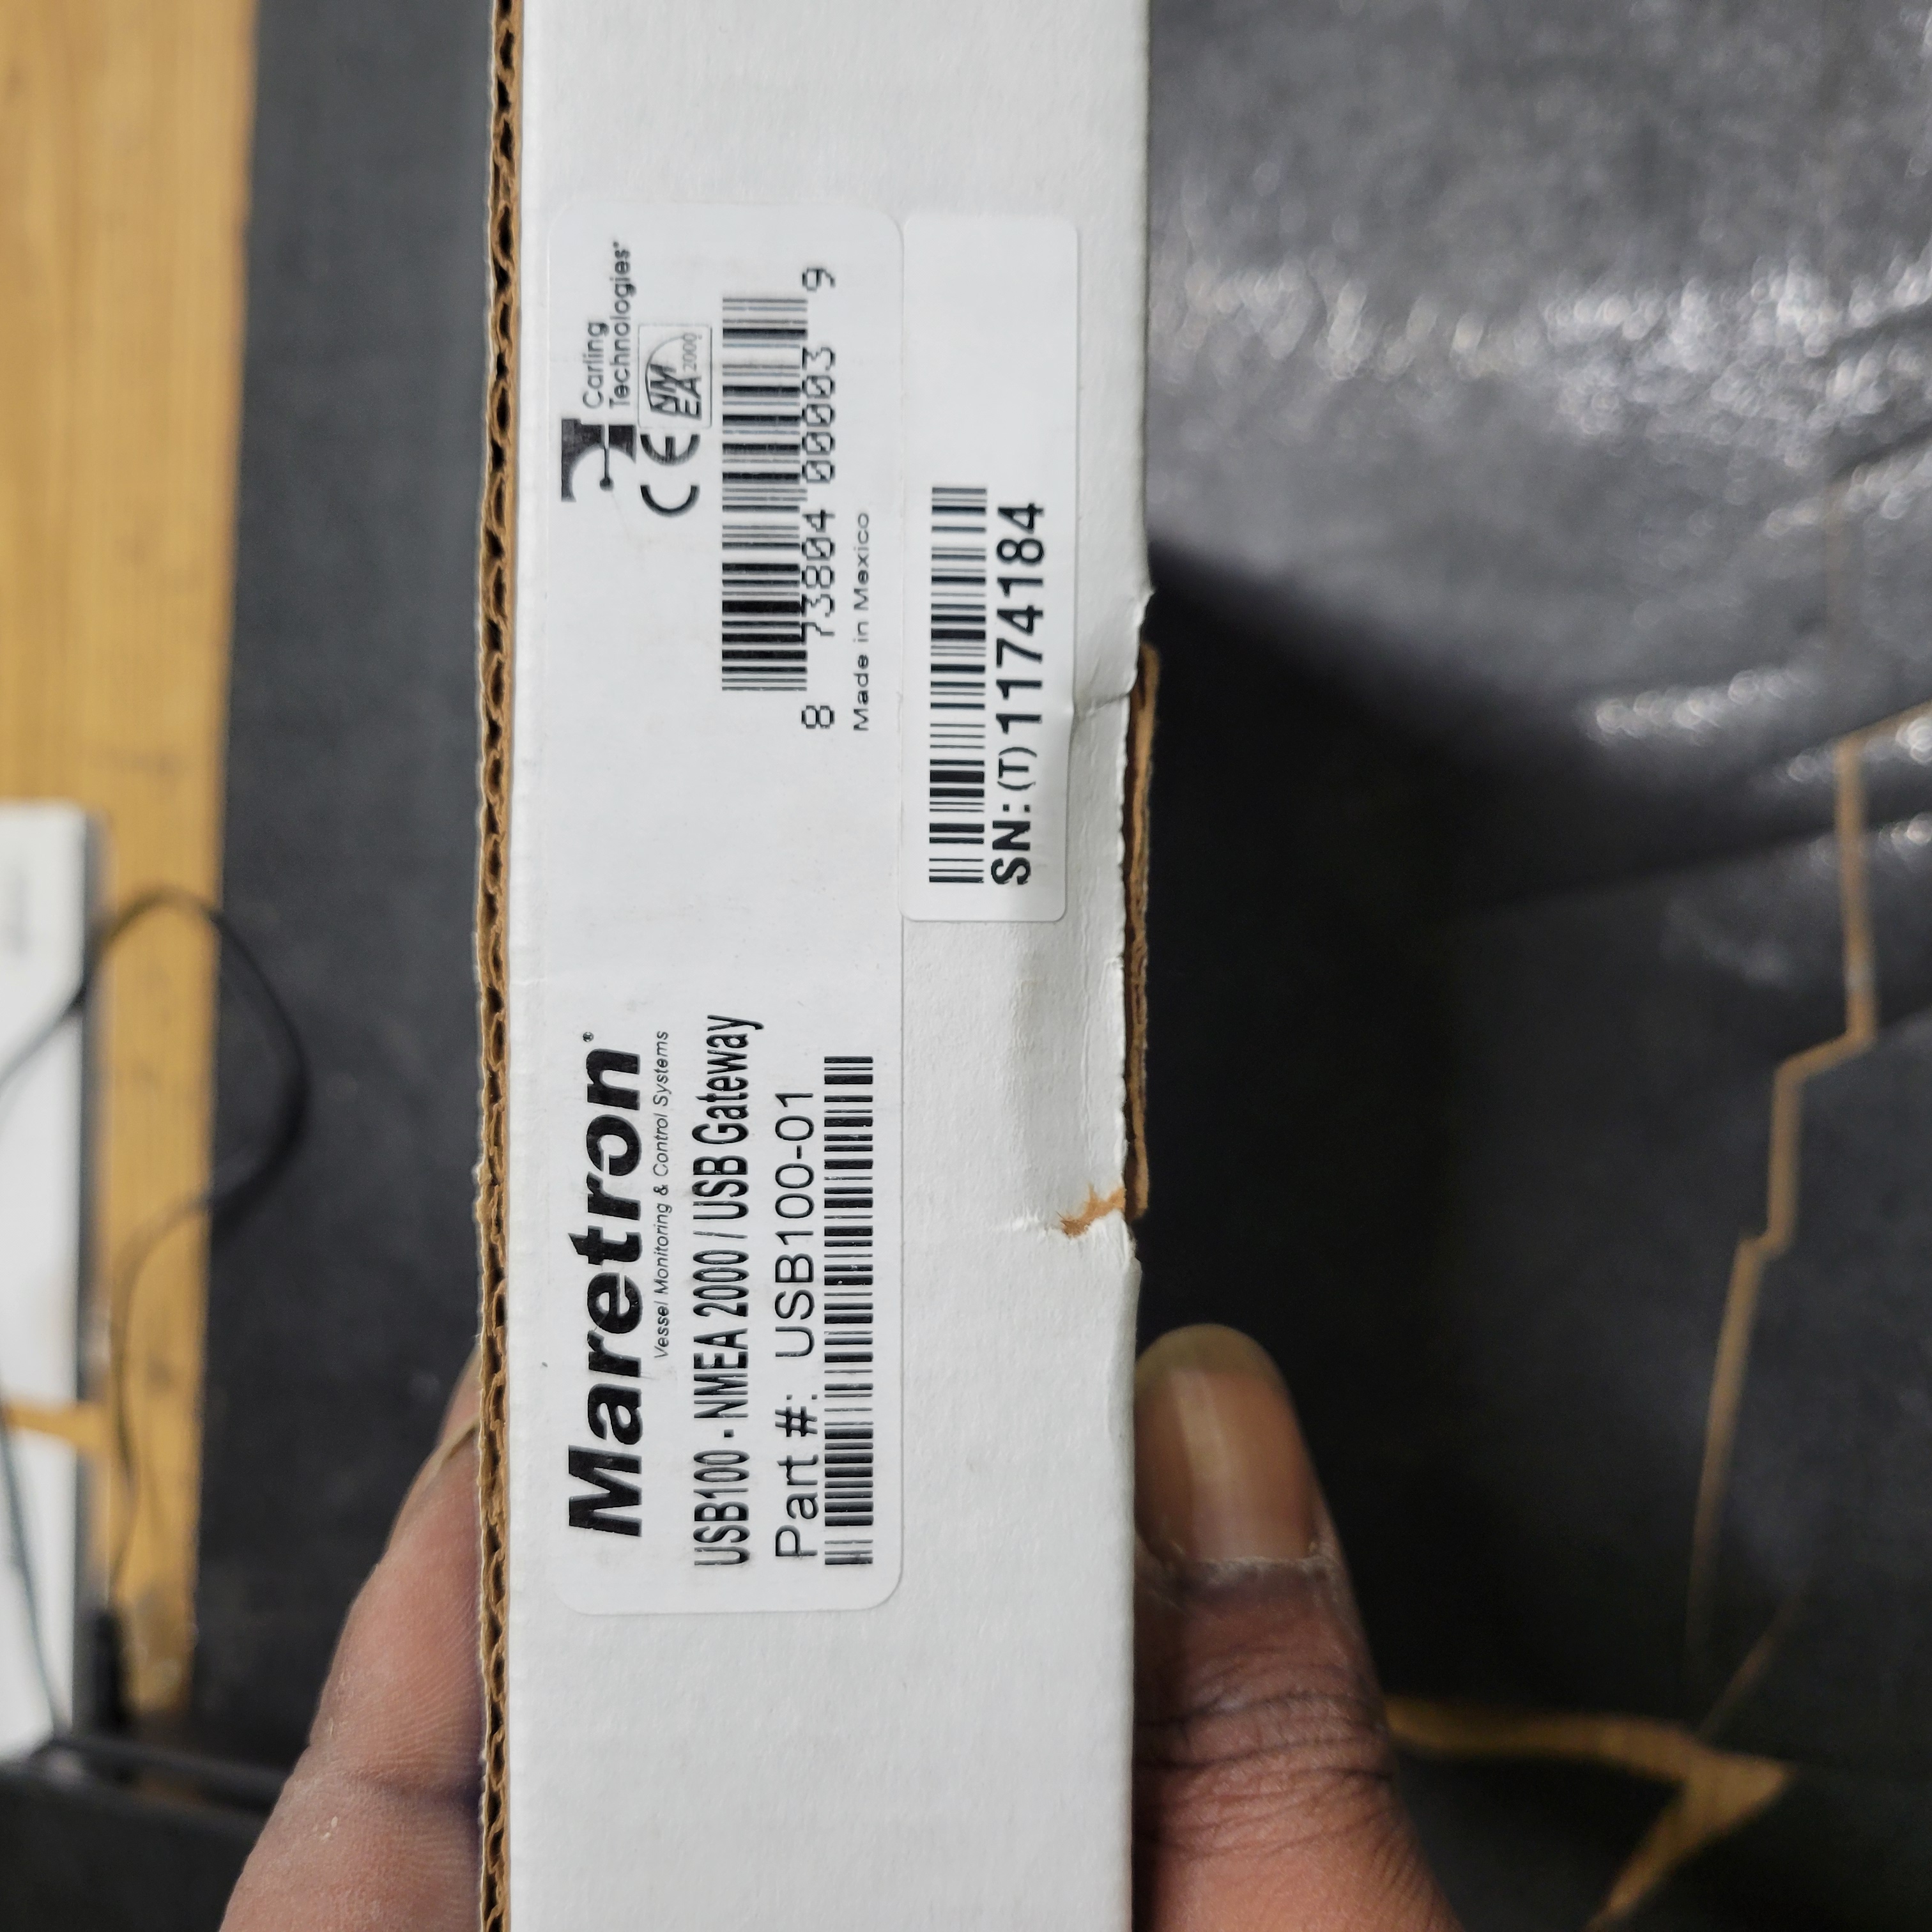 Maretron®
Vessel Monitoring & Control Systems
USB100 - NMEA 2000 / USB Gateway
Part #: USB100-01
Carling
Technologies®
CE NMEA 2000
8 73804 00003 9
Made in Mexico
SN:(T)1174184